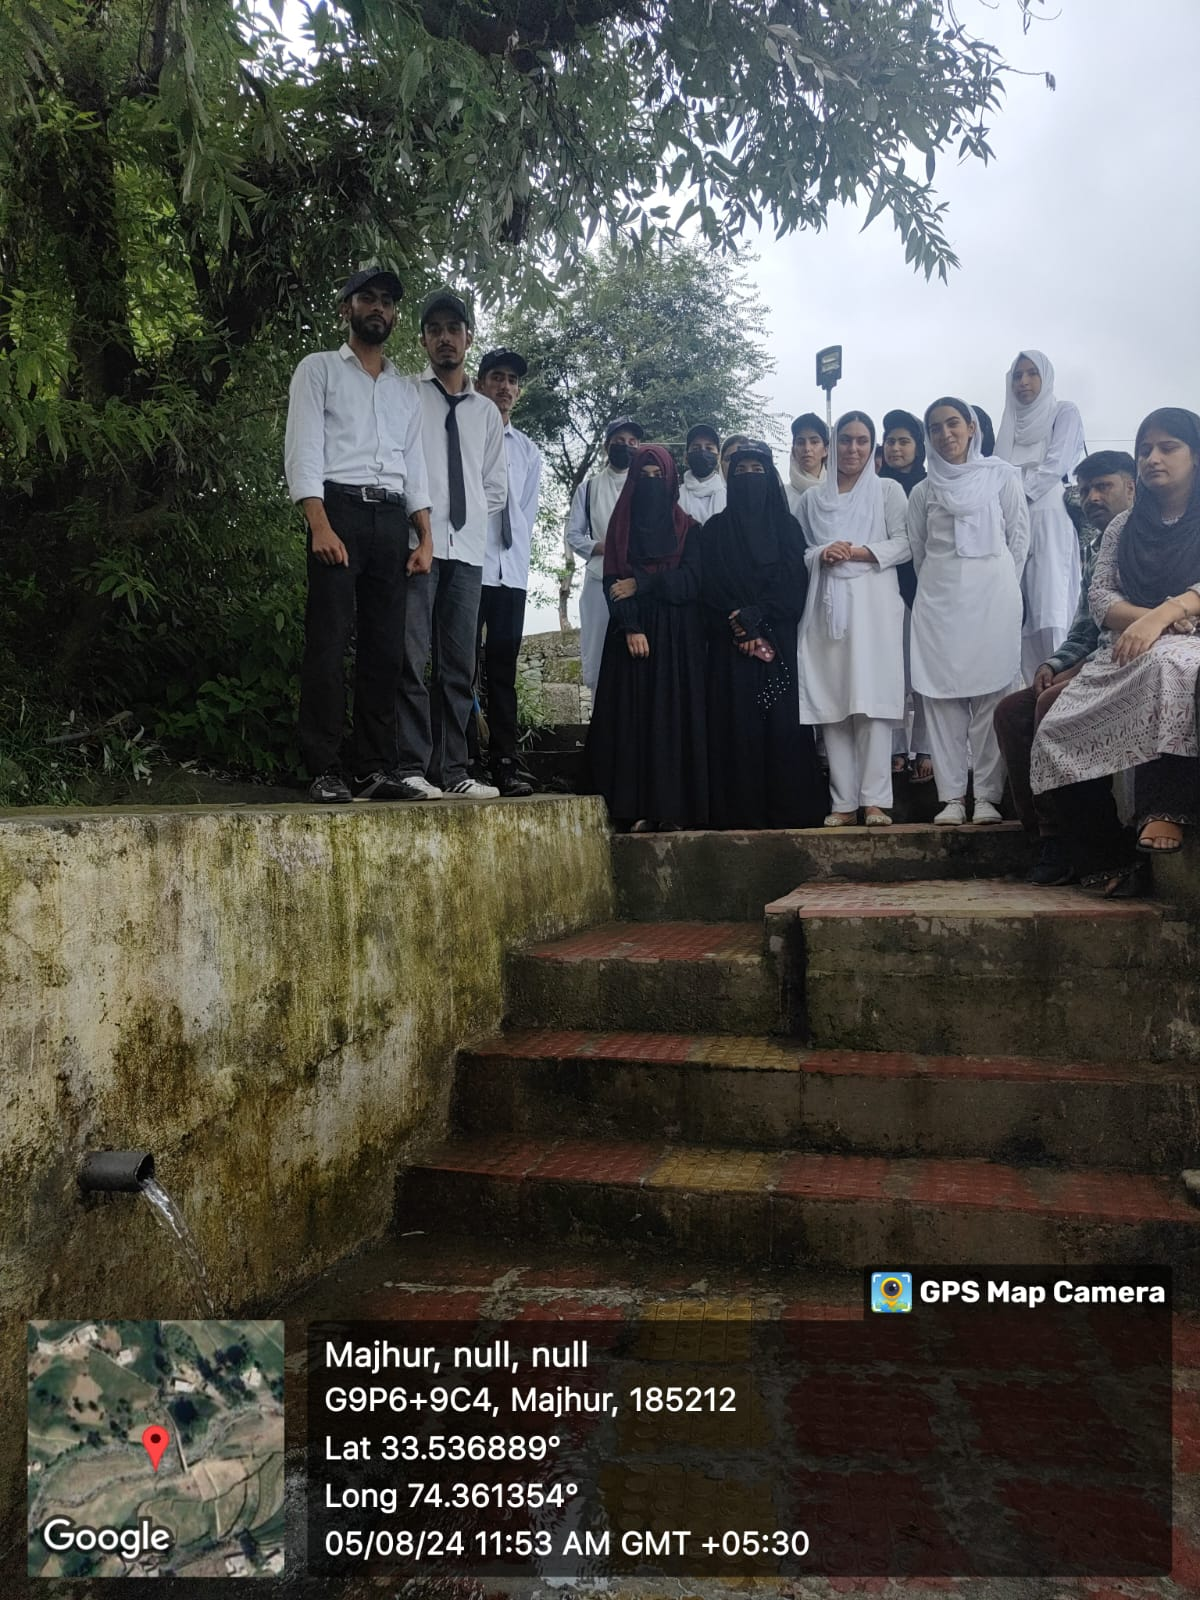 GPS Map Camera
Majhur, null, null
G9P6+9C4, Majhur, 185212
Lat 33.536889°
Long 74.361354°
05/08/24 11:53 AM GMT +05:30
Google